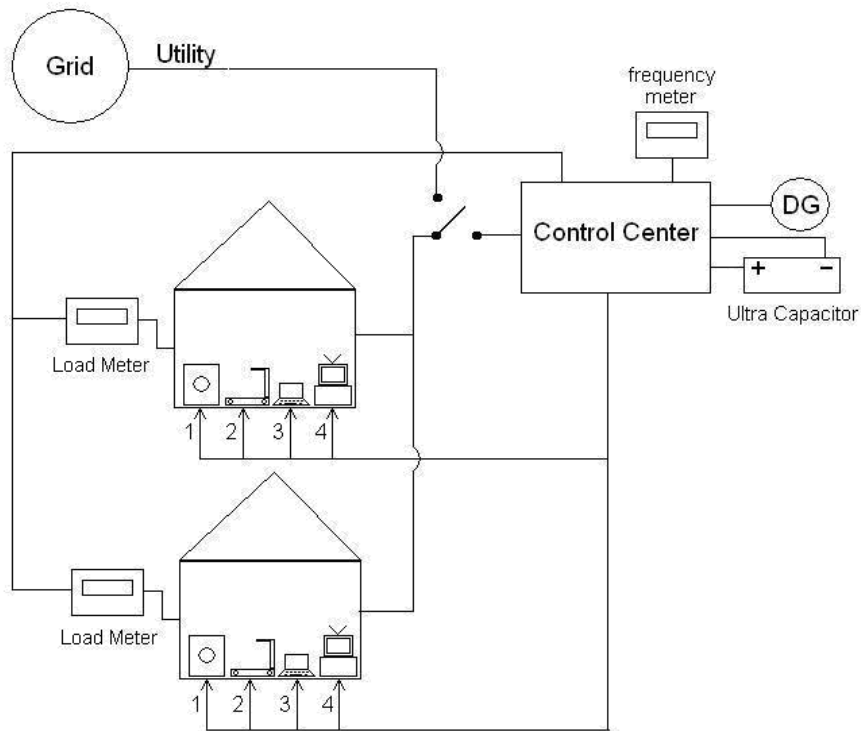 Grid
Utility
frequency
meter
Control Center
DG
+ −
Ultra Capacitor
Load Meter
1 2 3 4
Load Meter
1 2 3 4